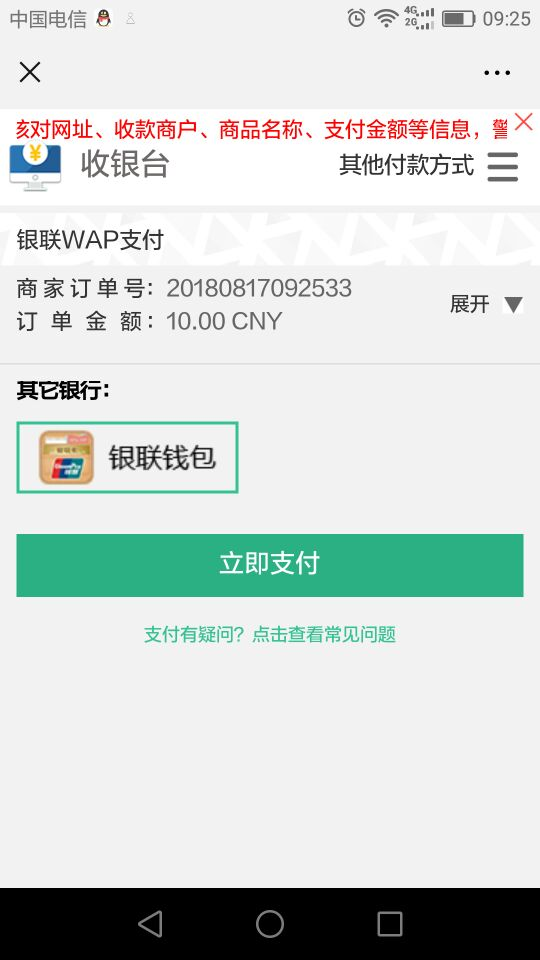 中国电信 4G 2G 09:25
核对网址、收款商户、商品名称、支付金额等信息，警
收银台 其他付款方式
银联WAP支付
商家订单号：20180817092533
订单金额：10.00 CNY
展开
其它银行：
银联钱包
立即支付
支付有疑问？点击查看常见问题